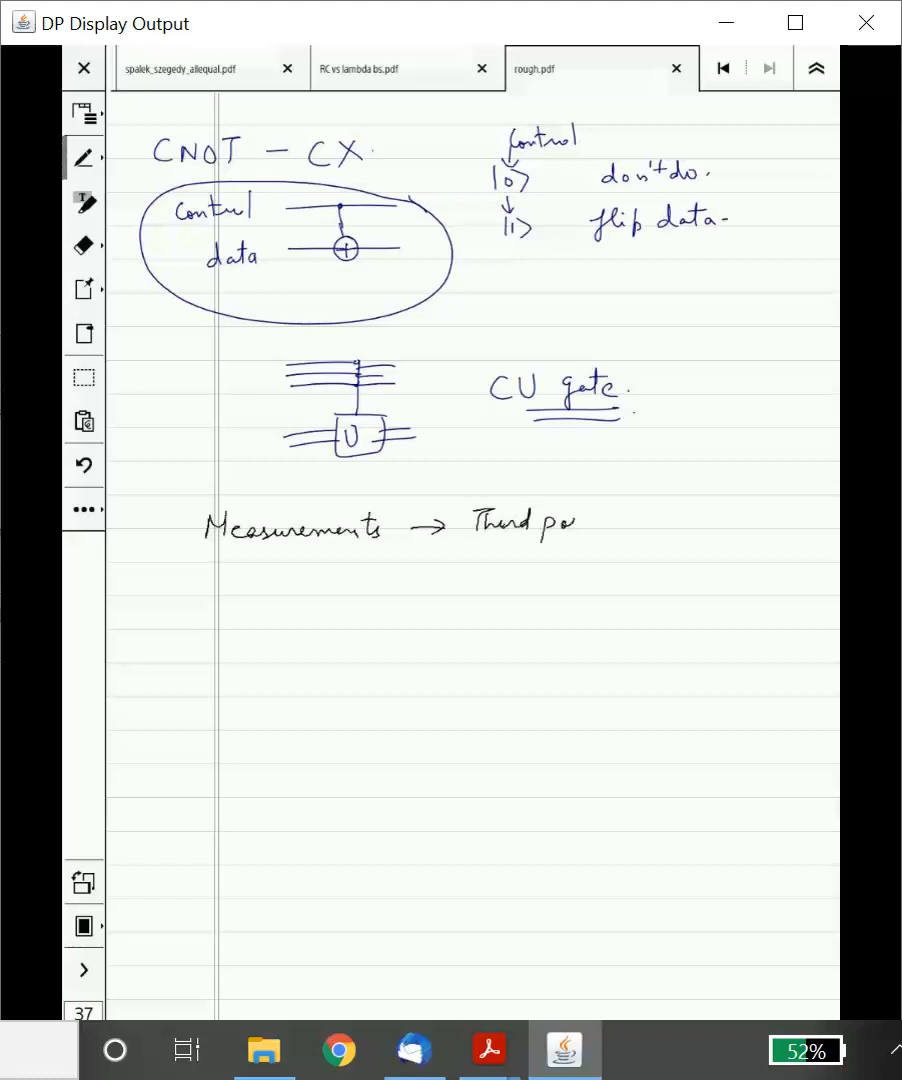 DP Display Output
spalek_szegedy_allequal.pdf
RC vs lambda bs.pdf
rough.pdf
CNOT - CX.
control
data
Control
|0> don't do.
|1> flip data-
U
CU gate.
Measurements → Third po
37
52%